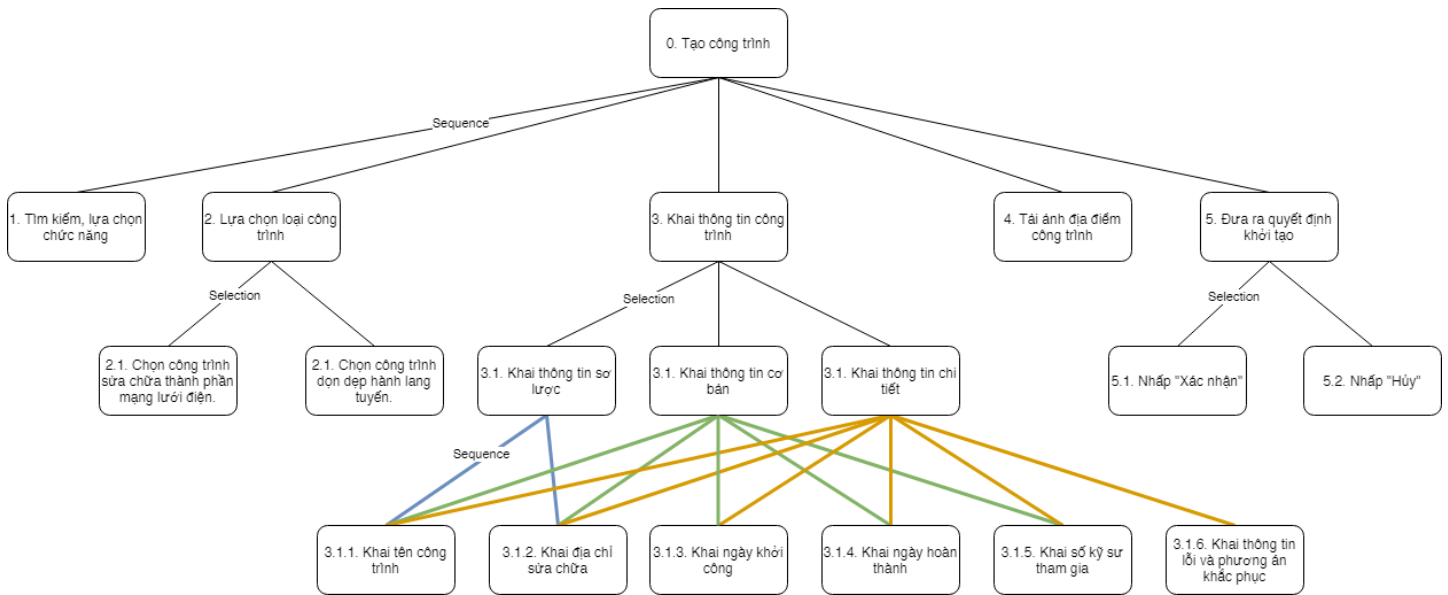 0. Tạo công trình
Sequence
1. Tìm kiếm, lựa chọn
chức năng
2. Lựa chọn loại công
trình
3. Khai thông tin công
trình
4. Tải ảnh địa điểm
công trình
5. Đưa ra quyết định
khởi tạo
Selection
Selection
Selection
2.1. Chọn công trình
sửa chữa thành phần
mạng lưới điện.
2.1. Chọn công trình
dọn dẹp hành lang
tuyến.
3.1. Khai thông tin sơ
lược
3.1. Khai thông tin cơ
bản
3.1. Khai thông tin chi
tiết
5.1. Nhấp "Xác nhận"
5.2. Nhấp "Hủy"
Sequence
3.1.1. Khai tên công
trình
3.1.2. Khai địa chỉ
sửa chữa
3.1.3. Khai ngày khởi
công
3.1.4. Khai ngày hoàn
thành
3.1.5. Khai số kỹ sư
tham gia
3.1.6. Khai thông tin
lỗi và phương án
khắc phục